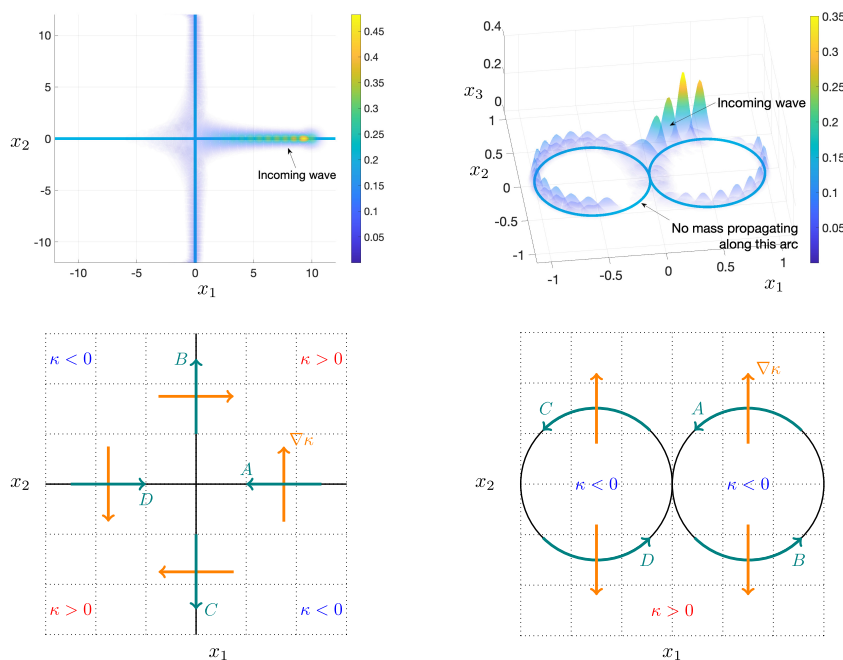 10
5
0
-5
-10
x₂
-10
-5
0
5
10
x₁
Incoming wave
0.45
0.4
0.35
0.3
0.25
0.2
0.15
0.1
0.05
0.4
0.2
0
x₃
1
0.5
0
-0.5
-1
x₂
-1
-0.5
0
0.5
1
x₁
Incoming wave
No mass propagating
along this arc
0.35
0.3
0.25
0.2
0.15
0.1
0.05
κ < 0
B
κ > 0
∇κ
A
x₂
D
κ > 0
C
κ < 0
x₁
∇κ
C
A
x₂
κ < 0
κ < 0
D
B
κ > 0
x₁